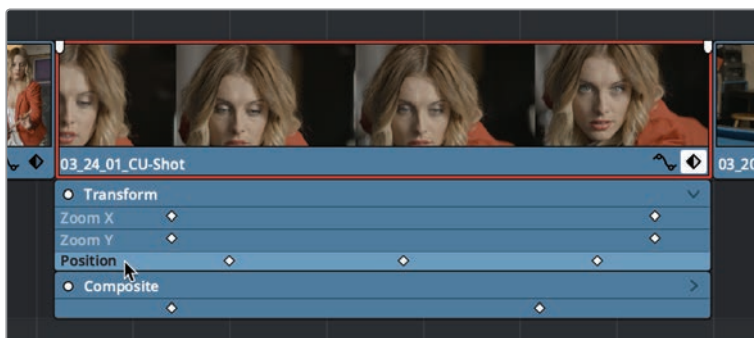 03_24_01_CU-Shot
03_20
Transform
Zoom X
Zoom Y
Position
Composite